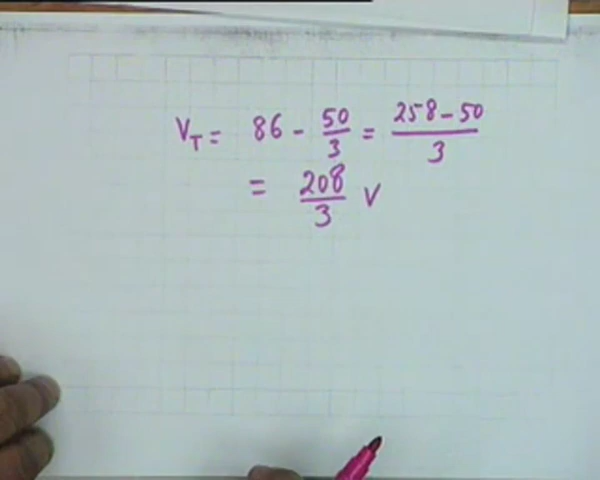 V_T = 86 - 50/3 = (258 - 50)/3
= 208/3 V